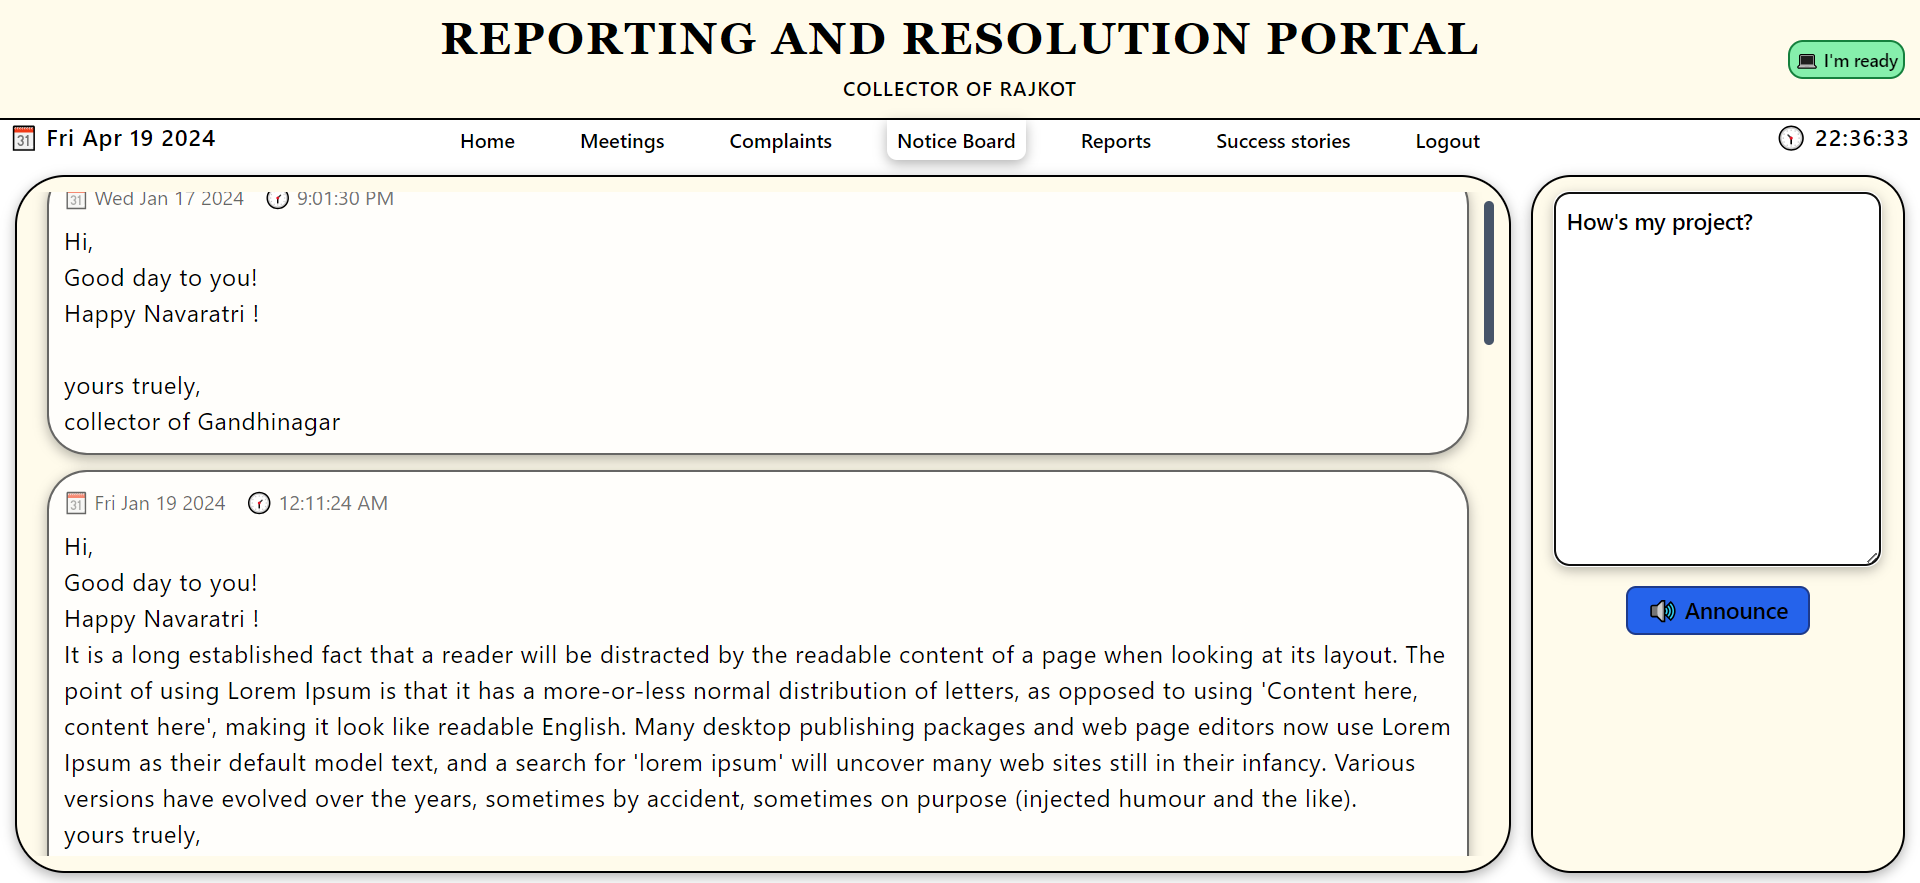 REPORTING AND RESOLUTION PORTAL
COLLECTOR OF RAJKOT
I'm ready
Fri Apr 19 2024
Home
Meetings
Complaints
Notice Board
Reports
Success stories
Logout
22:36:33
Wed Jan 17 2024 9:01:30 PM
Hi,
Good day to you!
Happy Navaratri !
yours truely,
collector of Gandhinagar
Fri Jan 19 2024 12:11:24 AM
Hi,
Good day to you!
Happy Navaratri !
It is a long established fact that a reader will be distracted by the readable content of a page when looking at its layout. The
point of using Lorem Ipsum is that it has a more-or-less normal distribution of letters, as opposed to using 'Content here,
content here', making it look like readable English. Many desktop publishing packages and web page editors now use Lorem
Ipsum as their default model text, and a search for 'lorem ipsum' will uncover many web sites still in their infancy. Various
versions have evolved over the years, sometimes by accident, sometimes on purpose (injected humour and the like).
yours truely,
How's my project?
Announce